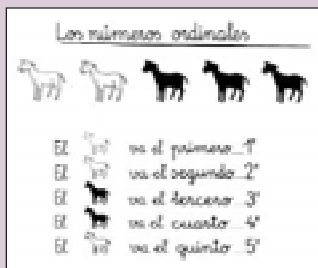 Los números ordinales
El va el primero 1º
El va el segundo 2º
El va el tercero 3º
El va el cuarto 4º
El va el quinto 5º